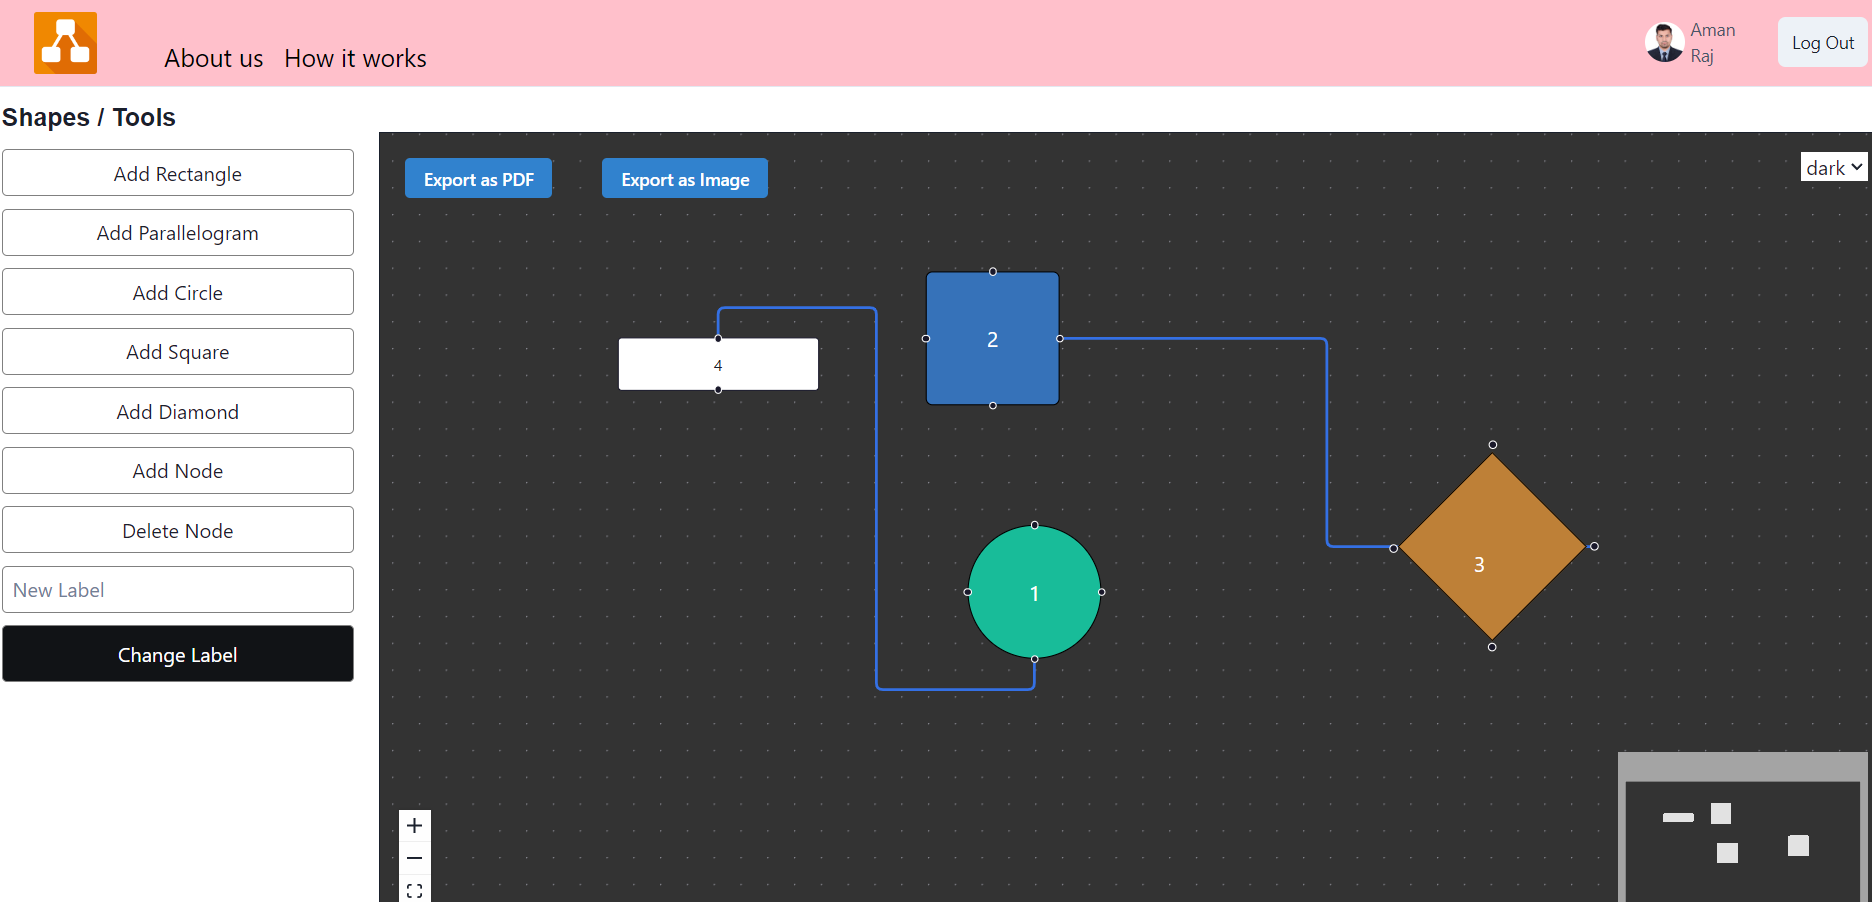 About us How it works
Aman
Raj
Log Out
Shapes / Tools
Add Rectangle
Add Parallelogram
Add Circle
Add Square
Add Diamond
Add Node
Delete Node
New Label
Change Label
Export as PDF Export as Image
dark
2
4
3
1